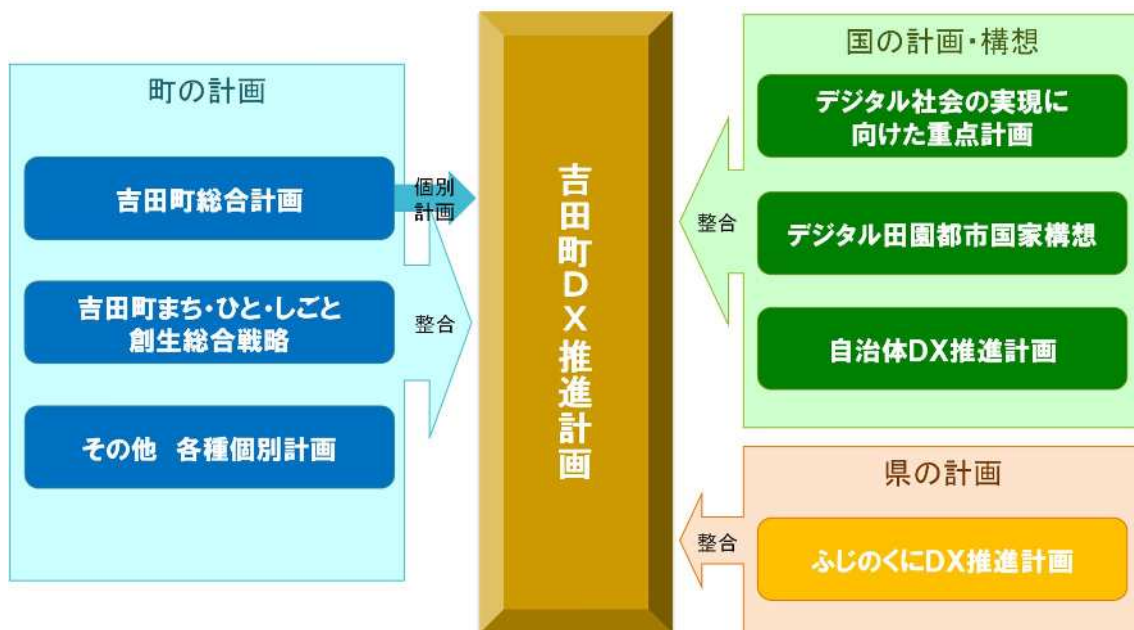 町の計画
吉田町総合計画
吉田町まち・ひと・しごと
創生総合戦略
その他　各種個別計画
個別
計画
整合
吉田町DX推進計画
国の計画・構想
デジタル社会の実現に
向けた重点計画
デジタル田園都市国家構想
自治体DX推進計画
整合
県の計画
ふじのくにDX推進計画
整合